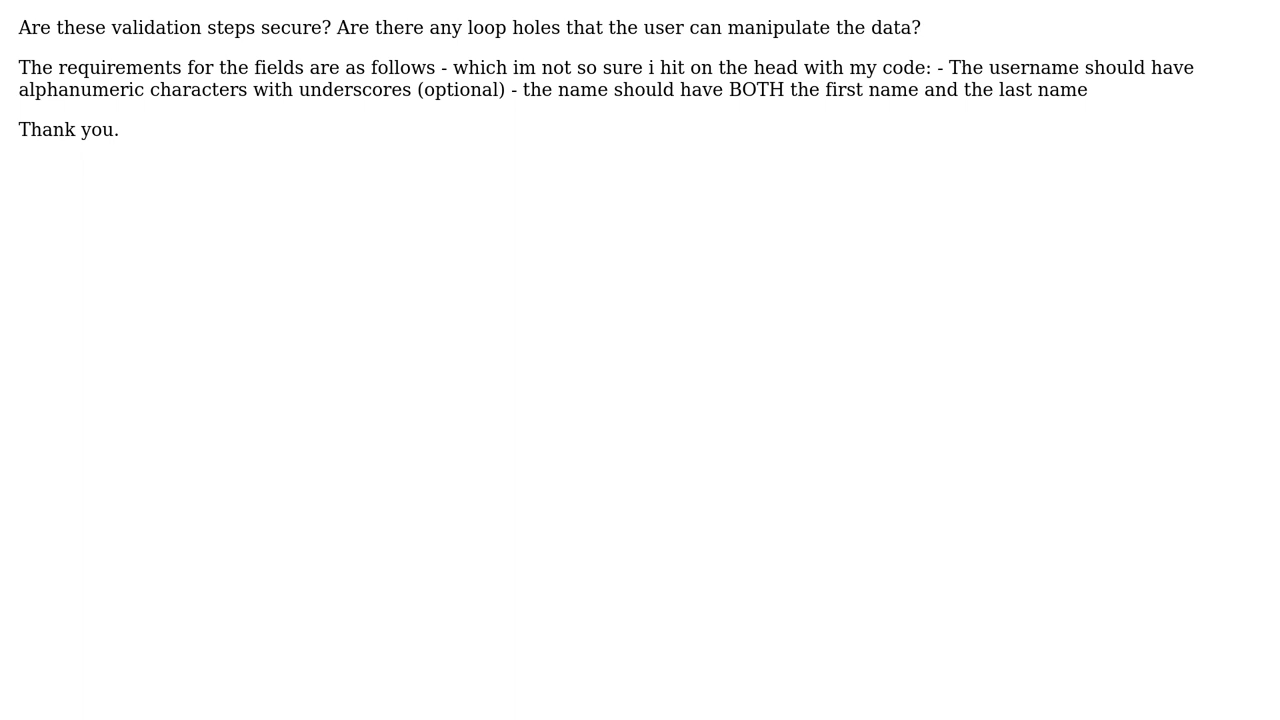 Are these validation steps secure? Are there any loop holes that the user can manipulate the data?
The requirements for the fields are as follows - which im not so sure i hit on the head with my code: - The username should have
alphanumeric characters with underscores (optional) - the name should have BOTH the first name and the last name
Thank you.